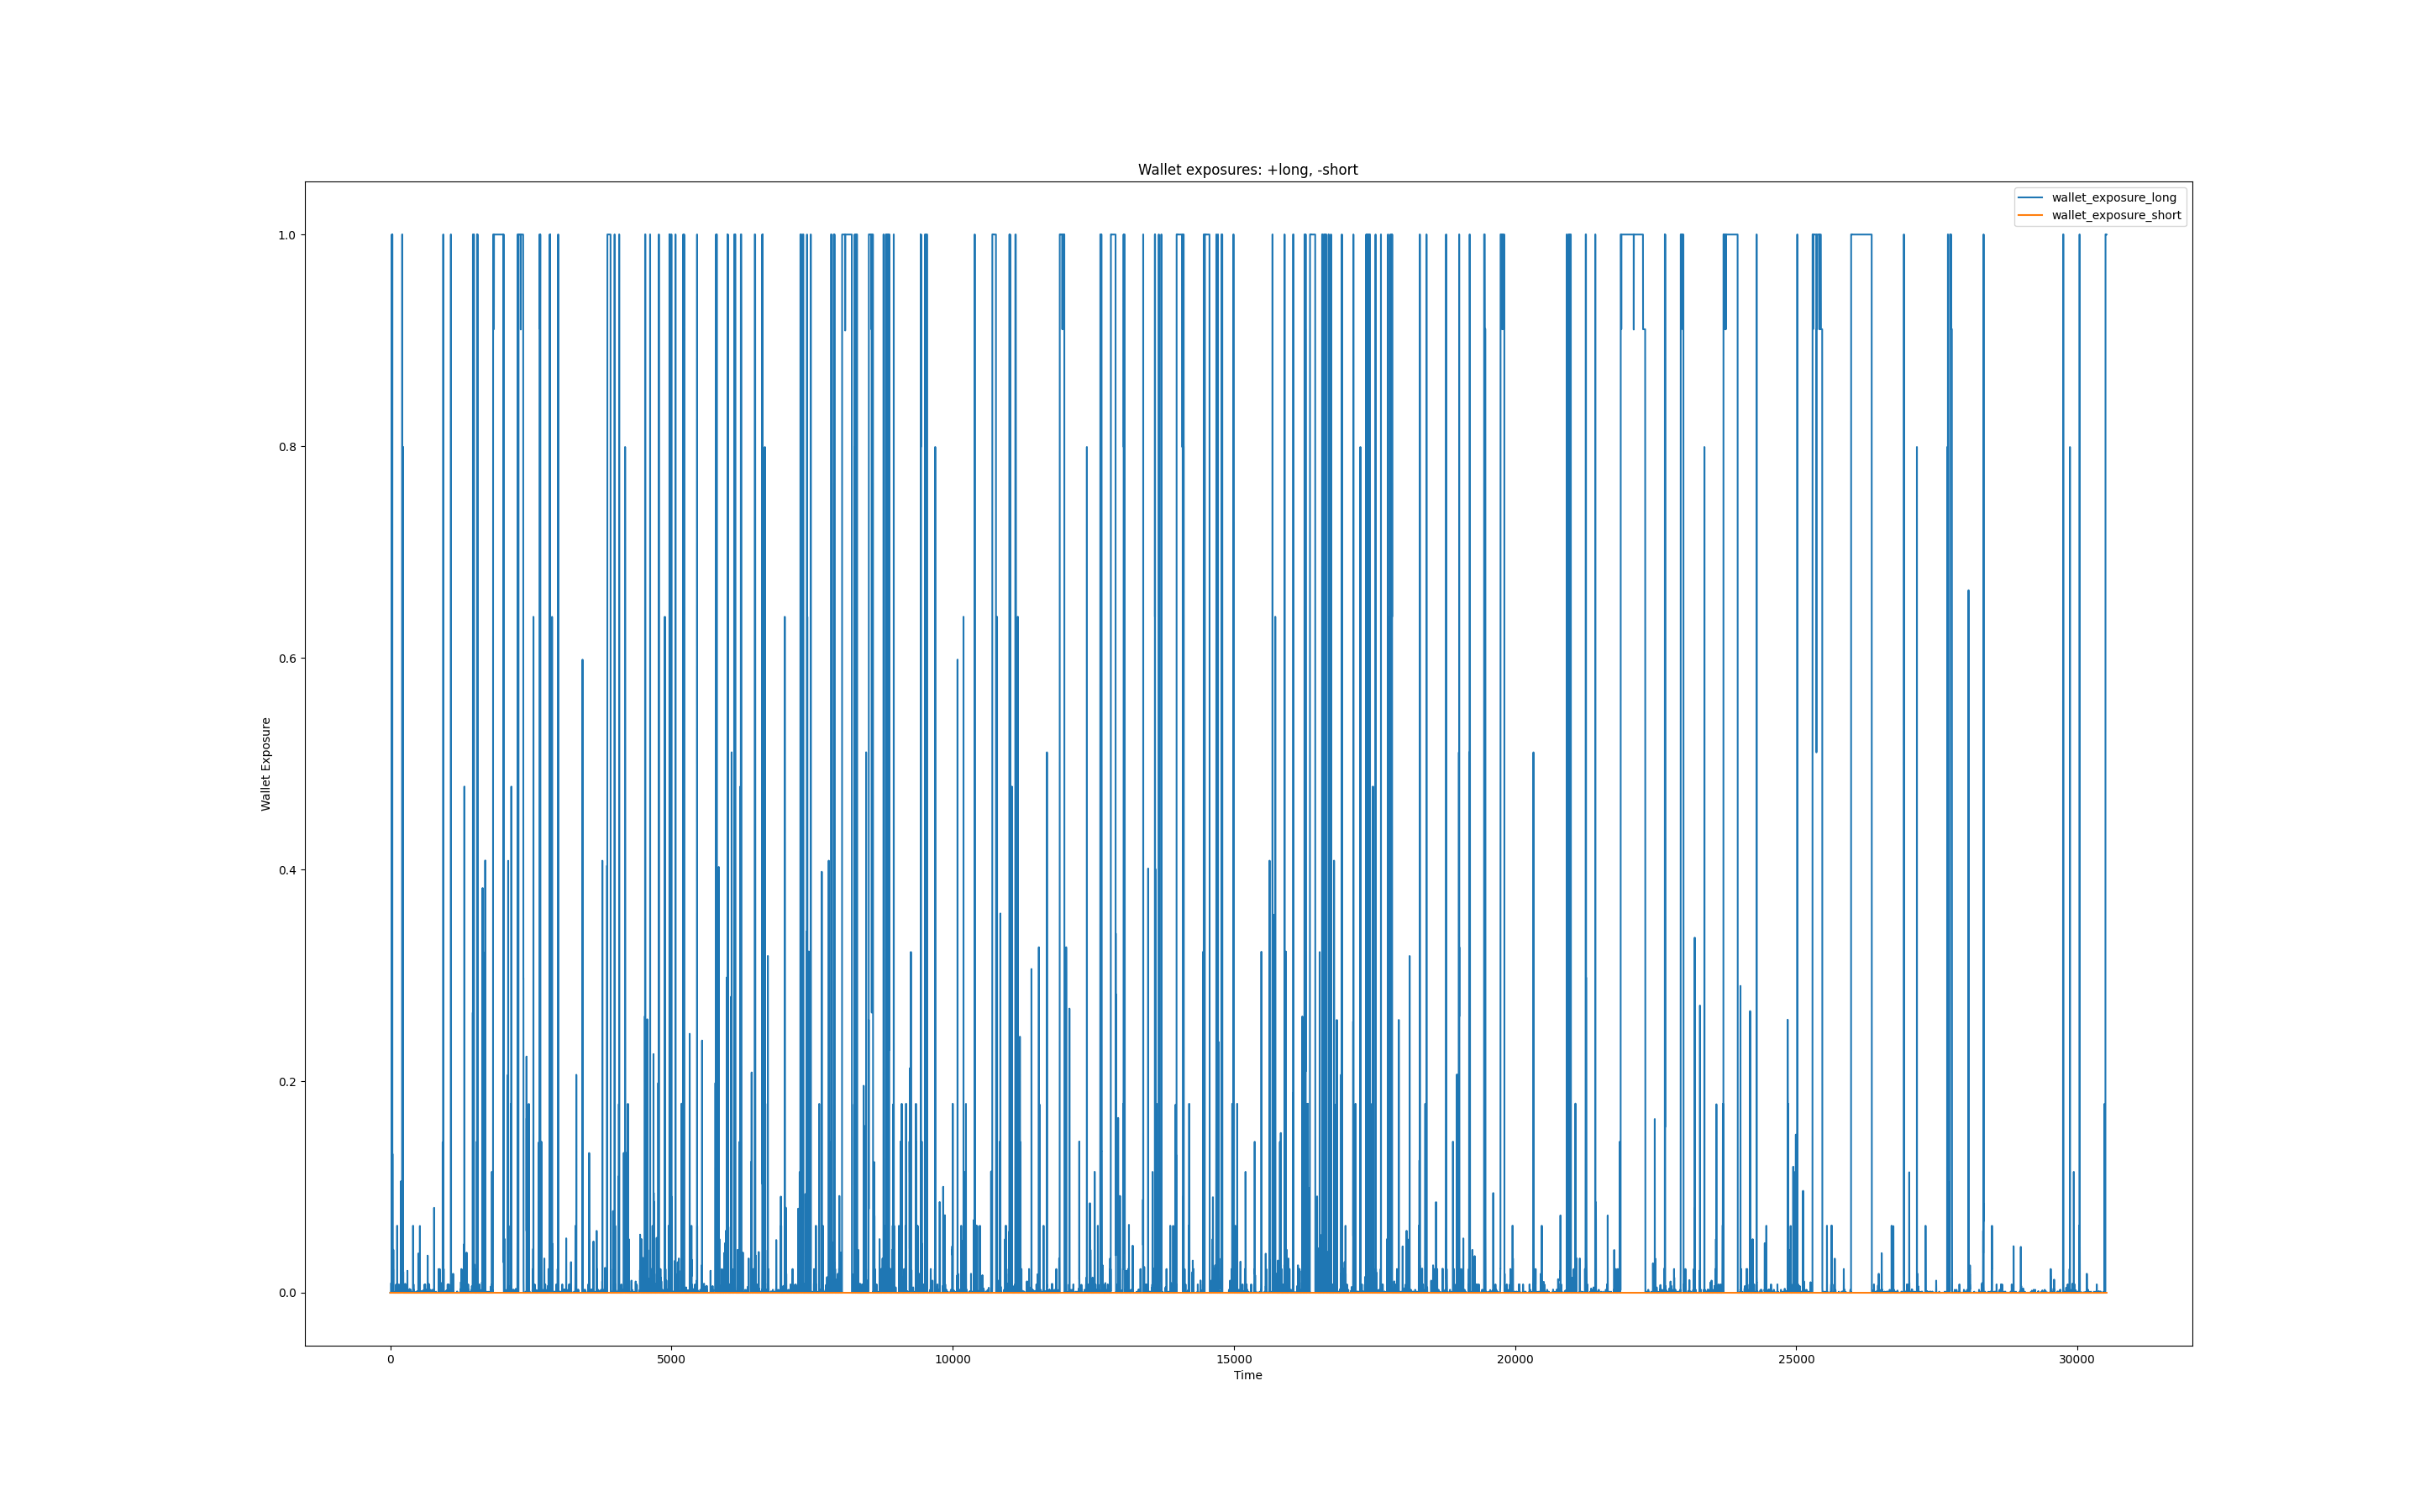 Wallet exposures: +long, -short
wallet_exposure_long
wallet_exposure_short
1.0
0.8
0.6
0.4
0.2
0.0
Wallet Exposure
0 5000 10000 15000 20000 25000 30000
Time